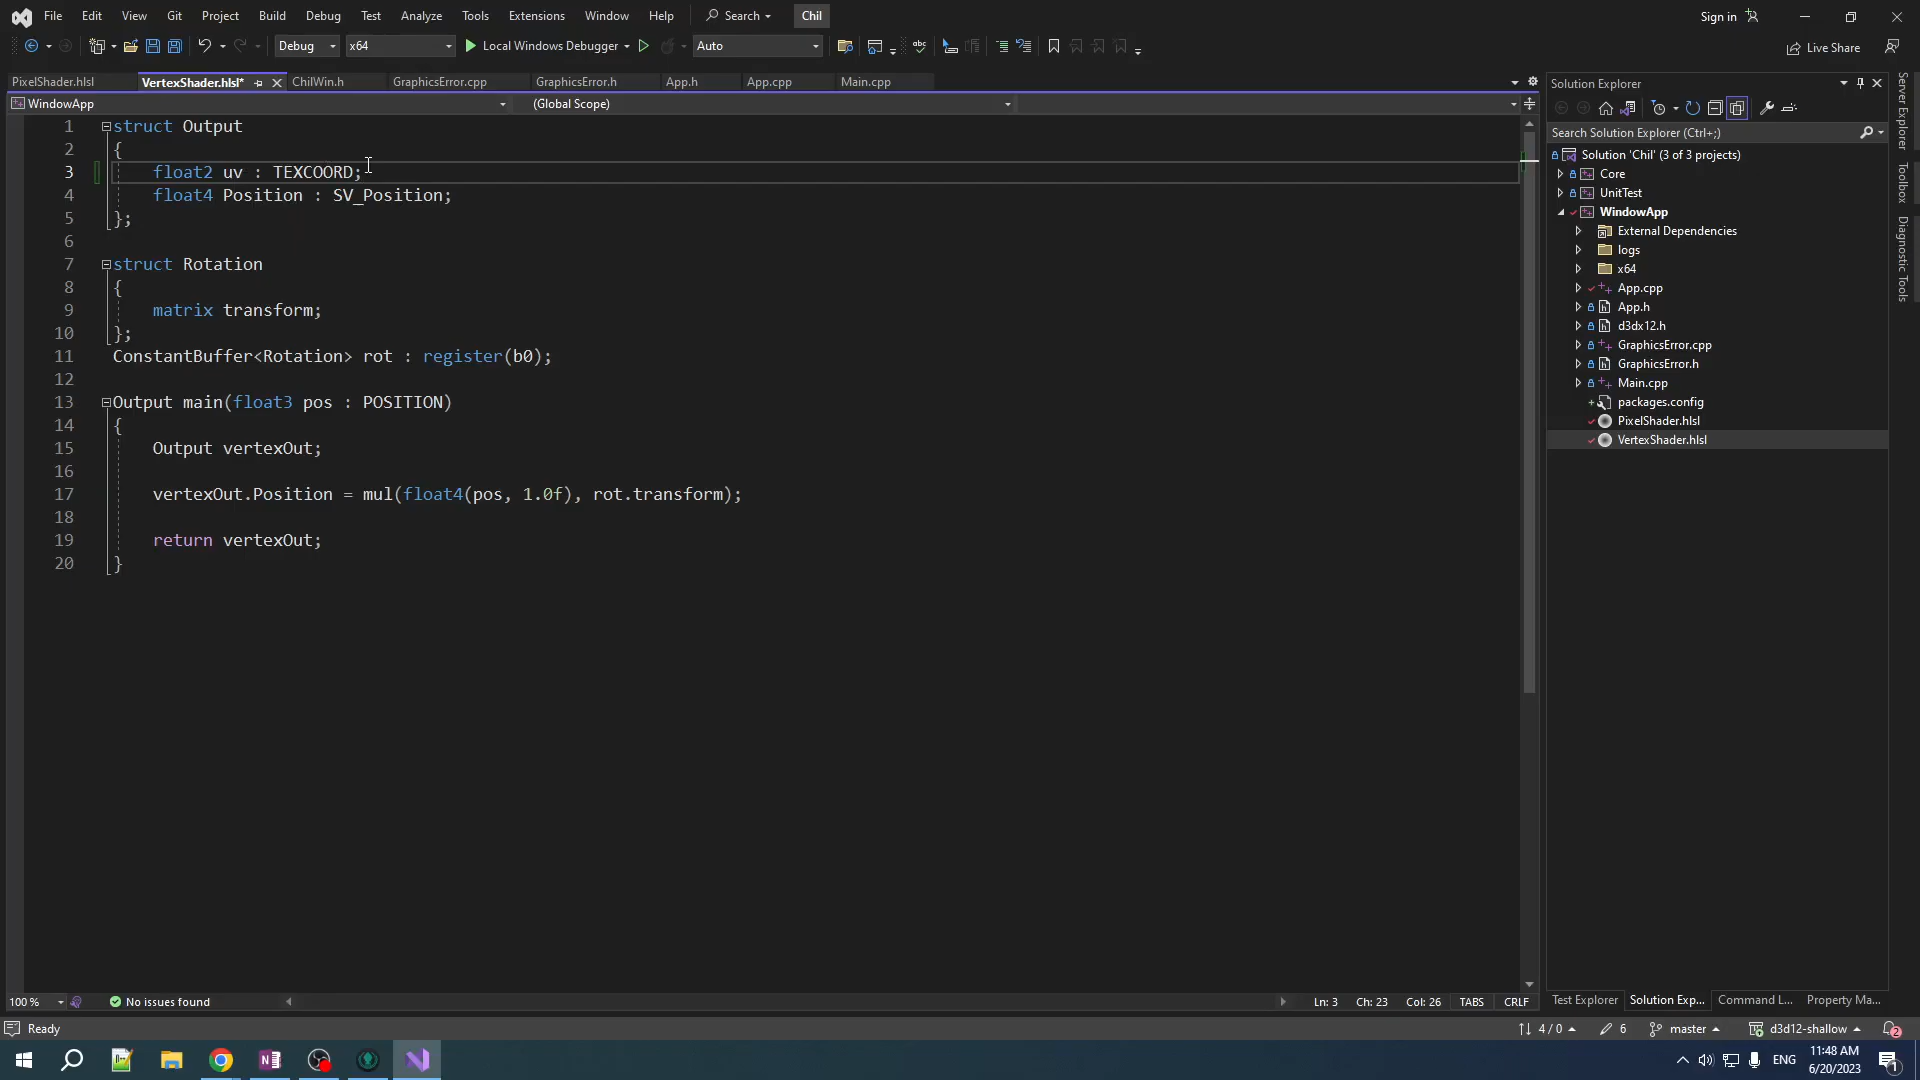 File Edit View Git Project Build Debug Test Analyze Tools Extensions Window Help Search Chil Sign in
Debug x64 Local Windows Debugger Auto Live Share
PixelShader.hlsl VertexShader.hlsl* ChilWin.h GraphicsError.cpp GraphicsError.h App.h App.cpp Main.cpp
WindowApp (Global Scope)
1 struct Output
2 {
3 float2 uv : TEXCOORD;
4 float4 Position : SV_Position;
5 };
6
7 struct Rotation
8 {
9 matrix transform;
10 };
11 ConstantBuffer<Rotation> rot : register(b0);
12
13 Output main(float3 pos : POSITION)
14 {
15 Output vertexOut;
16
17 vertexOut.Position = mul(float4(pos, 1.0f), rot.transform);
18
19 return vertexOut;
20 }
100 % No issues found Ln: 3 Ch: 23 Col: 26 TABS CRLF
Solution Explorer
Search Solution Explorer (Ctrl+;)
Solution 'Chil' (3 of 3 projects)
Core
UnitTest
WindowApp
External Dependencies
logs
x64
App.cpp
App.h
d3dx12.h
GraphicsError.cpp
GraphicsError.h
Main.cpp
packages.config
PixelShader.hlsl
VertexShader.hlsl
Test Explorer Solution Exp... Command L... Property Ma...
Server Explorer
Toolbox
Diagnostic Tools
Ready 4 / 0 6 master d3d12-shallow 2
ENG 11:48 AM
6/20/2023 1